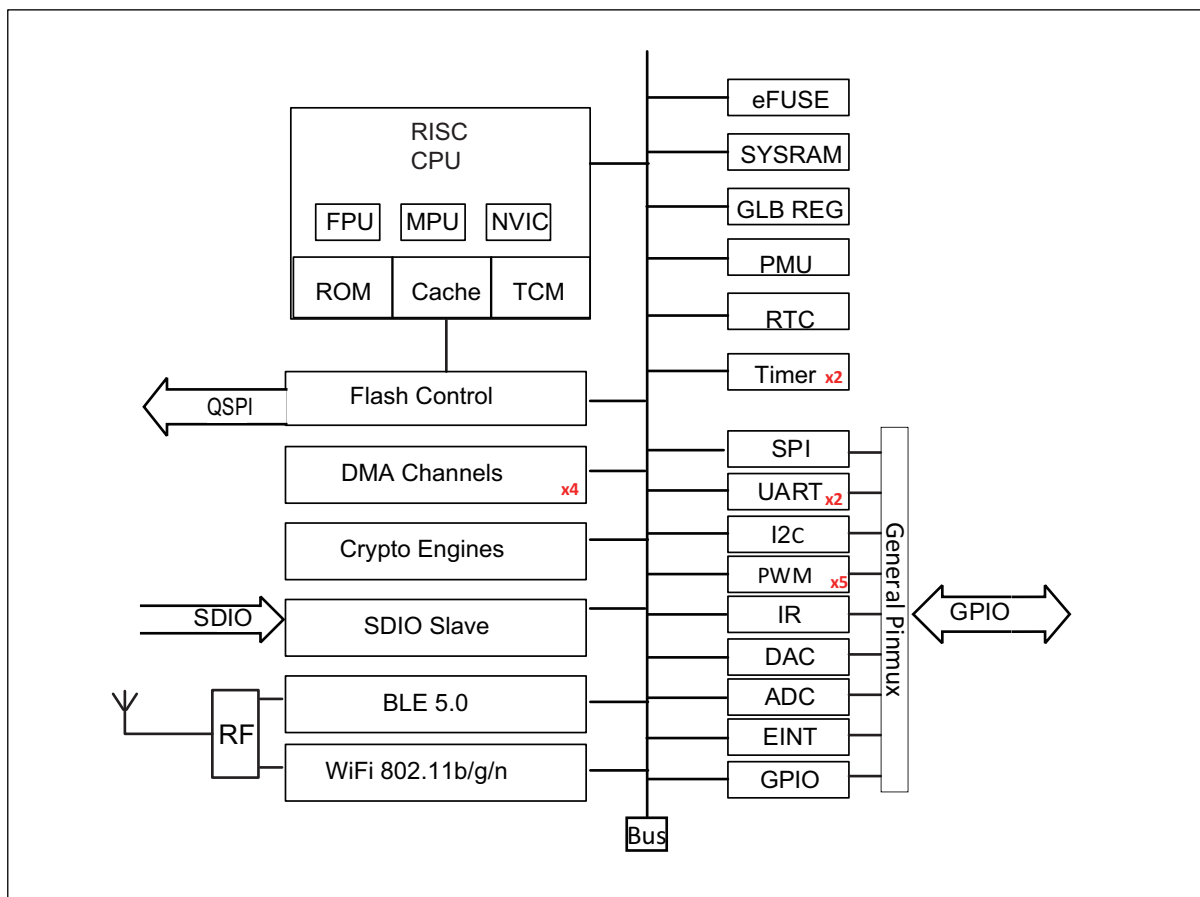 RISC
CPU
FPU
MPU
NVIC
ROM
Cache
TCM
QSPI
Flash Control
DMA Channels
x4
Crypto Engines
SDIO
SDIO Slave
BLE 5.0
RF
WiFi 802.11b/g/n
Bus
eFUSE
SYSRAM
GLB REG
PMU
RTC
Timer x2
SPI
UART x2
I2C
PWM x5
IR
DAC
ADC
EINT
GPIO
General Pinmux
GPIO